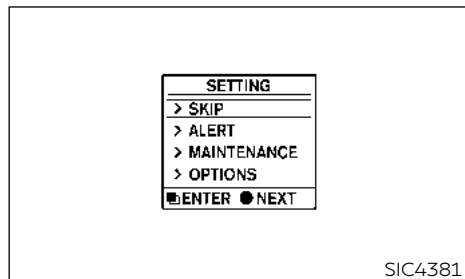 SETTING
> SKIP
> ALERT
> MAINTENANCE
> OPTIONS
ENTER ● NEXT
SIC4381